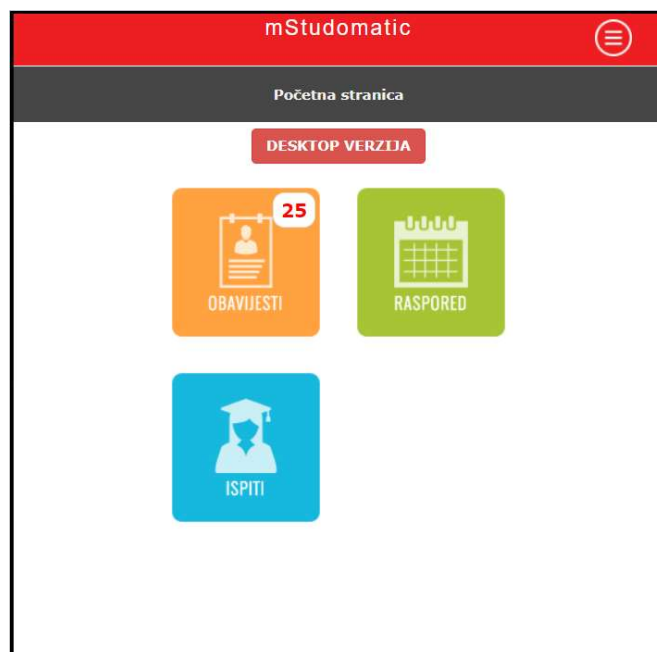 mStudomatic
Početna stranica
DESKTOP VERZIJA
25
OBAVIJESTI
RASPORED
ISPITI